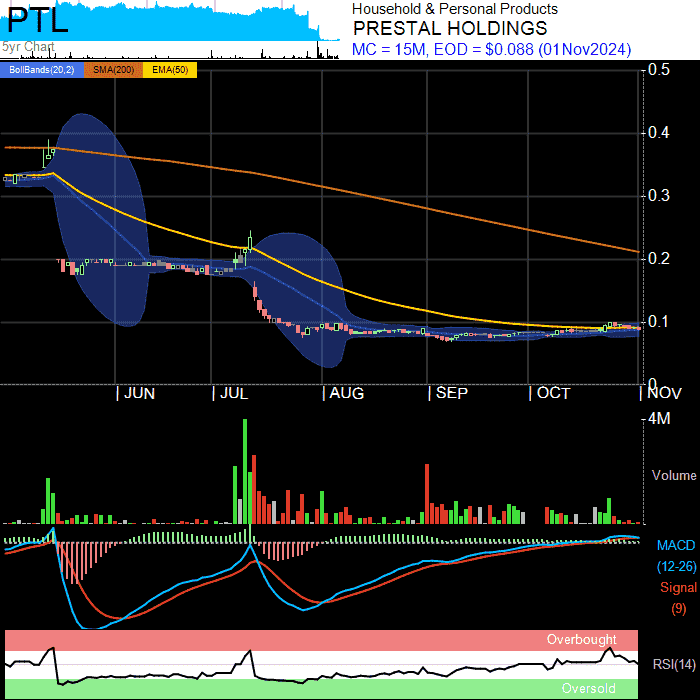 PTL
5yr Chart
Household & Personal Products
PRESTAL HOLDINGS
MC = 15M, EOD = $0.088 (01Nov2024)
BollBands(20,2) SMA(200) EMA(50)
0.5
0.4
0.3
0.2
0.1
0
JUN JUL AUG SEP OCT NOV
4M
Volume
MACD
(12-26)
Signal
(9)
Overbought
RSI(14)
Oversold